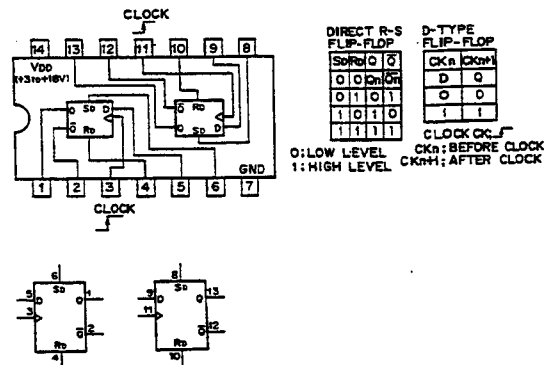 CLOCK
14 13 12 11 10 9 8
VDD
(+3to+18V)
SD
Q D
Q̅
RD
Q̅ RD
Q D
SD
GND
1 2 3 4 5 6 7
CLOCK
DIRECT R-S
FLIP-FLOP
SD RD Q Q̅
0 0 Qn Q̅n
0 1 0 1
1 0 1 0
1 1 1 1
0:LOW LEVEL
1:HIGH LEVEL
D-TYPE
FLIP-FLOP
CKn CKn+1
D Q
0 0
1 1
CLOCK CK
CKn:BEFORE CLOCK
CKn+1:AFTER CLOCK
6
SD
5 D Q 1
3
Q̅ 2
RD
4
8
SD
9 D Q 13
11
Q̅ 12
RD
10